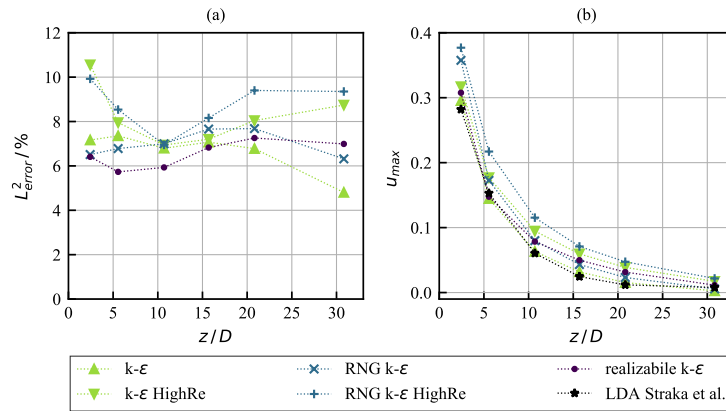 (a)
(b)
12
10
8
6
4
2
0
L²error / %
0 5 10 15 20 25 30
z / D
0.4
0.3
0.2
0.1
0.0
u_max
0 5 10 15 20 25 30
z / D
k-ε
RNG k-ε
realizabile k-ε
k-ε HighRe
RNG k-ε HighRe
LDA Straka et al.